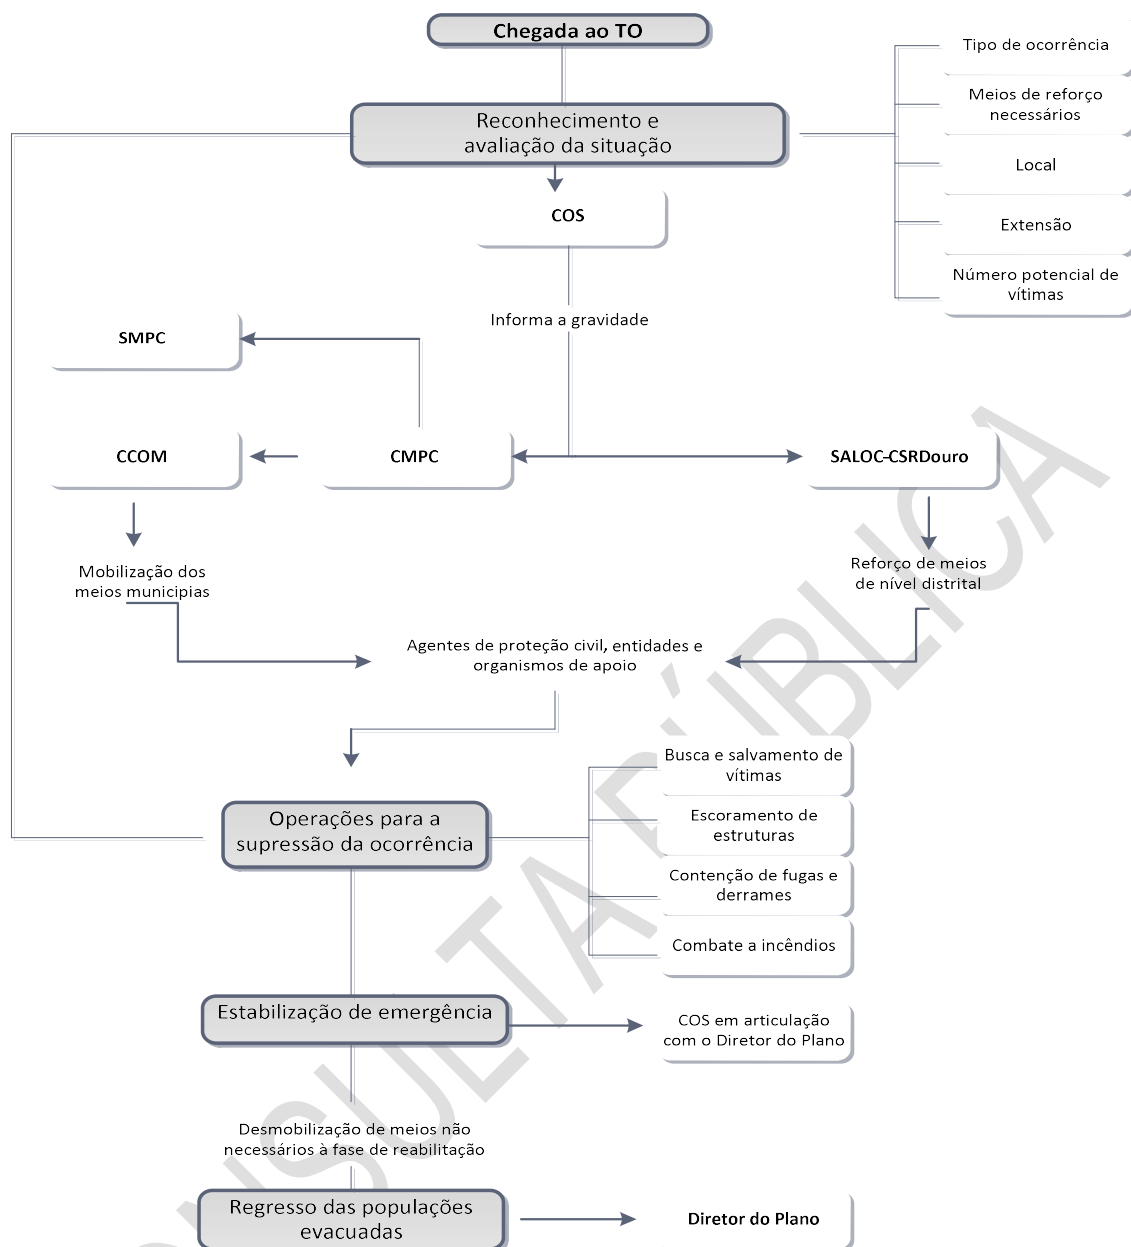 Chegada ao TO
Reconhecimento e
avaliação da situação
Tipo de ocorrência
Meios de reforço
necessários
Local
Extensão
Número potencial de
vítimas
COS
Informa a gravidade
SMPC
CCOM
CMPC
SALOC-CSRDouro
Mobilização dos
meios municipias
Reforço de meios
de nível distrital
Agentes de proteção civil, entidades e
organismos de apoio
Operações para a
supressão da ocorrência
Busca e salvamento de
vítimas
Escoramento de
estruturas
Contenção de fugas e
derrames
Combate a incêndios
Estabilização de emergência
COS em articulação
com o Diretor do Plano
Desmobilização de meios não
necessários à fase de reabilitação
Regresso das populações
evacuadas
Diretor do Plano
CONSULTA PÚBLICA